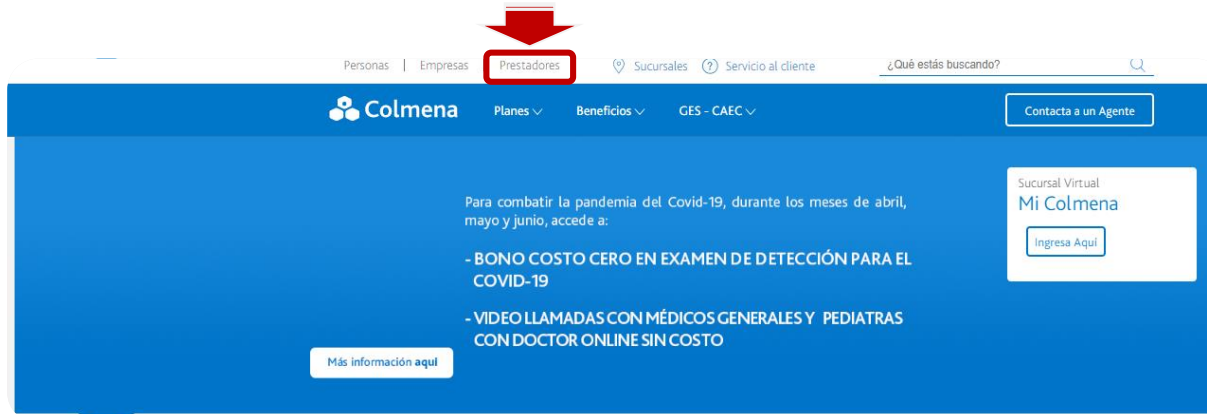 Personas | Empresas Prestadores Sucursales ? Servicio al cliente ¿Qué estás buscando?
Colmena Planes Beneficios GES - CAEC Contacta a un Agente
Sucursal Virtual
Mi Colmena
Ingresa Aquí
Para combatir la pandemia del Covid-19, durante los meses de abril,
mayo y junio, accede a:
- BONO COSTO CERO EN EXAMEN DE DETECCIÓN PARA EL
COVID-19
- VIDEO LLAMADAS CON MÉDICOS GENERALES Y PEDIATRAS
CON DOCTOR ONLINE SIN COSTO
Más información aquí